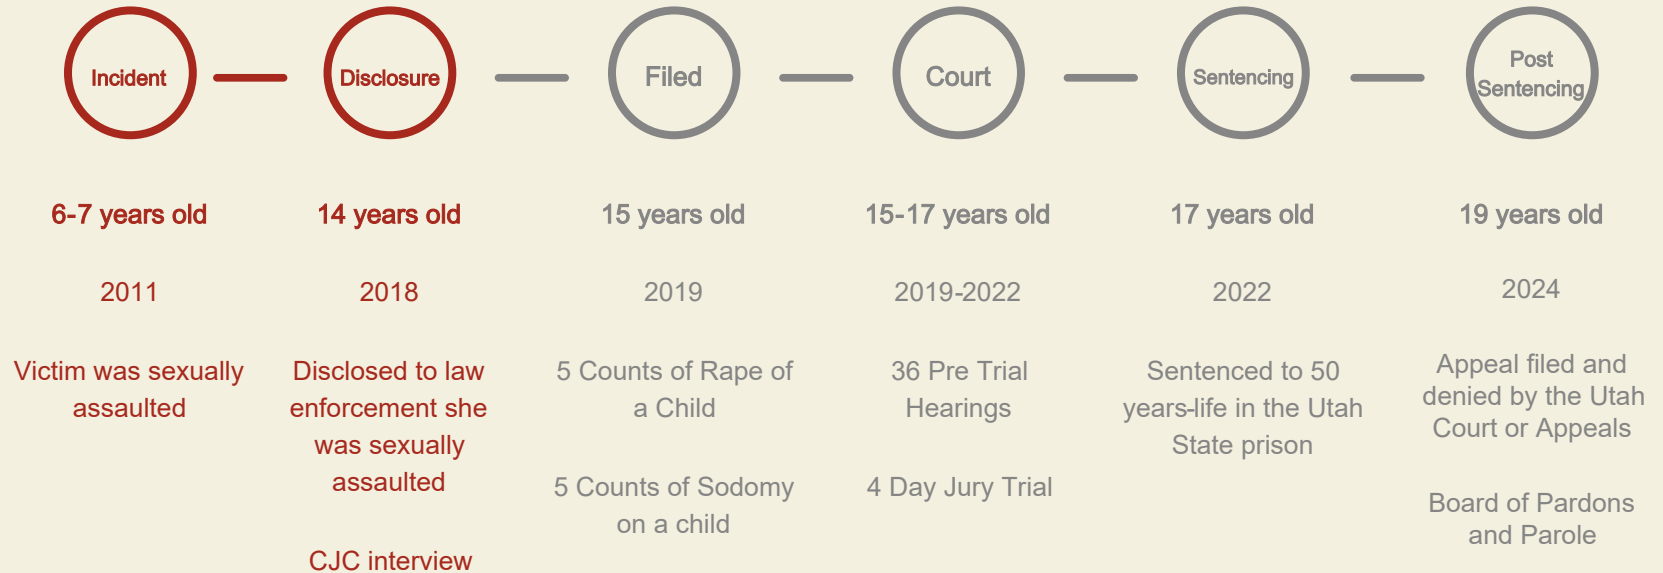 Incident
Disclosure
Filed
Court
Sentencing
Post
Sentencing
6-7 years old
14 years old
15 years old
15-17 years old
17 years old
19 years old
2011
2018
2019
2019-2022
2022
2024
Victim was sexually
assaulted
Disclosed to law
enforcement she
was sexually
assaulted
CJC interview
5 Counts of Rape of
a Child
5 Counts of Sodomy
on a child
36 Pre Trial
Hearings
4 Day Jury Trial
Sentenced to 50
years-life in the Utah
State prison
Appeal filed and
denied by the Utah
Court or Appeals
Board of Pardons
and Parole